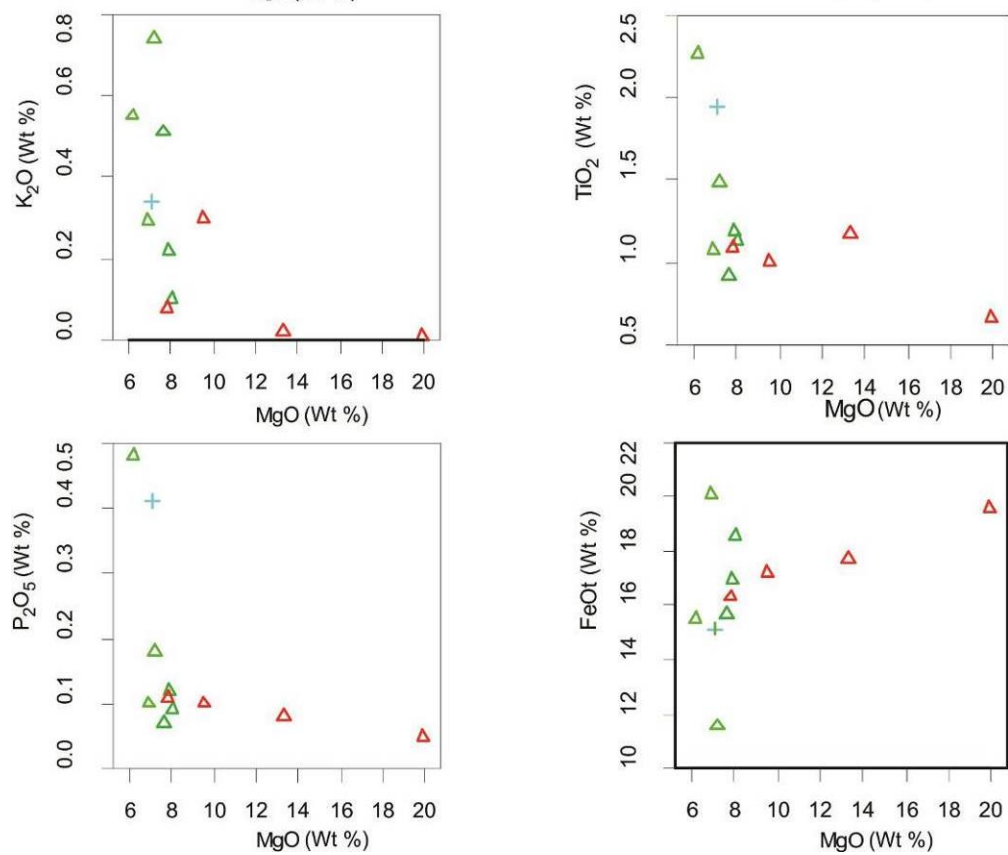 K₂O (Wt %)
0.8
0.6
0.4
0.2
0.0
6 8 10 12 14 16 18 20
MgO (Wt %)
TiO₂ (Wt %)
2.5
2.0
1.5
1.0
0.5
6 8 10 12 14 16 18 20
MgO (Wt %)
P₂O₅ (Wt %)
0.5
0.4
0.3
0.2
0.1
0.0
6 8 10 12 14 16 18 20
MgO (Wt %)
FeOt (Wt %)
22
20
18
16
14
12
10
6 8 10 12 14 16 18 20
MgO (Wt %)